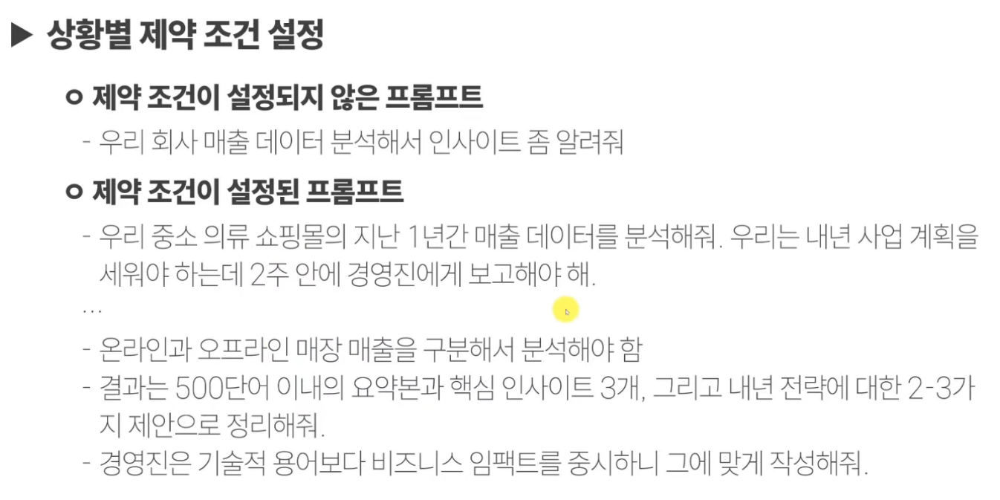 ▶ 상황별 제약 조건 설정
ㅇ 제약 조건이 설정되지 않은 프롬프트
- 우리 회사 매출 데이터 분석해서 인사이트 좀 알려줘
ㅇ 제약 조건이 설정된 프롬프트
- 우리 중소 의류 쇼핑몰의 지난 1년간 매출 데이터를 분석해줘. 우리는 내년 사업 계획을
세워야 하는데 2주 안에 경영진에게 보고해야 해.
...
- 온라인과 오프라인 매장 매출을 구분해서 분석해야 함
- 결과는 500단어 이내의 요약본과 핵심 인사이트 3개, 그리고 내년 전략에 대한 2-3가
지 제안으로 정리해줘.
- 경영진은 기술적 용어보다 비즈니스 임팩트를 중시하니 그에 맞게 작성해줘.